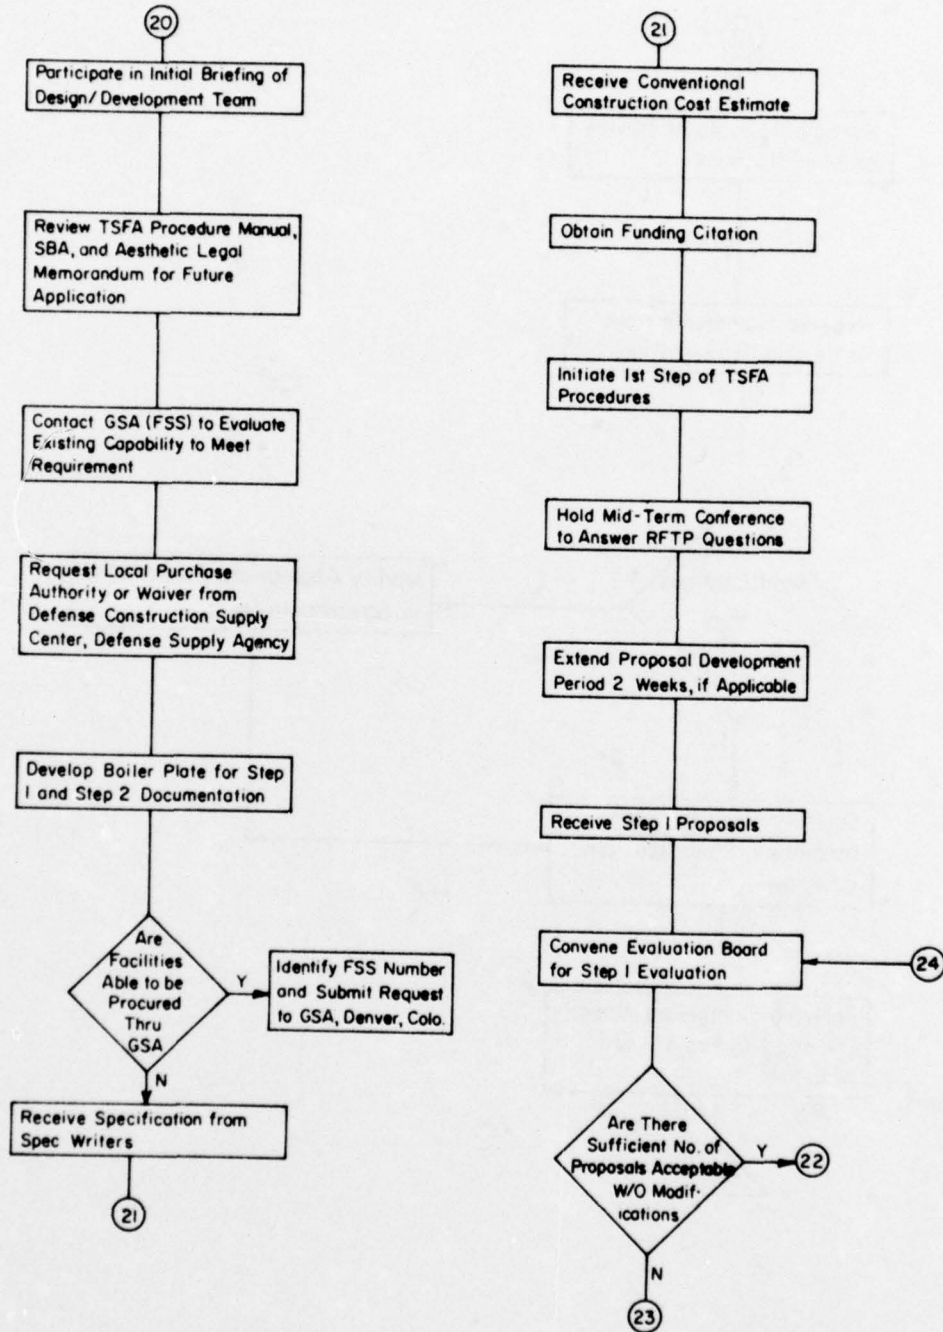 20
Participate in Initial Briefing of
Design/Development Team
Review TSFA Procedure Manual,
SBA, and Aesthetic Legal
Memorandum for Future
Application
Contact GSA (FSS) to Evaluate
Existing Capability to Meet
Requirement
Request Local Purchase
Authority or Waiver from
Defense Construction Supply
Center, Defense Supply Agency
Develop Boiler Plate for Step
1 and Step 2 Documentation
Are
Facilities
Able to be
Procured
Thru
GSA
Y
Identify FSS Number
and Submit Request
to GSA, Denver, Colo.
N
Receive Specification from
Spec Writers
21
21
Receive Conventional
Construction Cost Estimate
Obtain Funding Citation
Initiate 1st Step of TSFA
Procedures
Hold Mid-Term Conference
to Answer RFTP Questions
Extend Proposal Development
Period 2 Weeks, if Applicable
Receive Step 1 Proposals
Convene Evaluation Board
for Step 1 Evaluation
24
Are There
Sufficient No. of
Proposals Acceptable
W/O Modif-
ications
Y
22
N
23